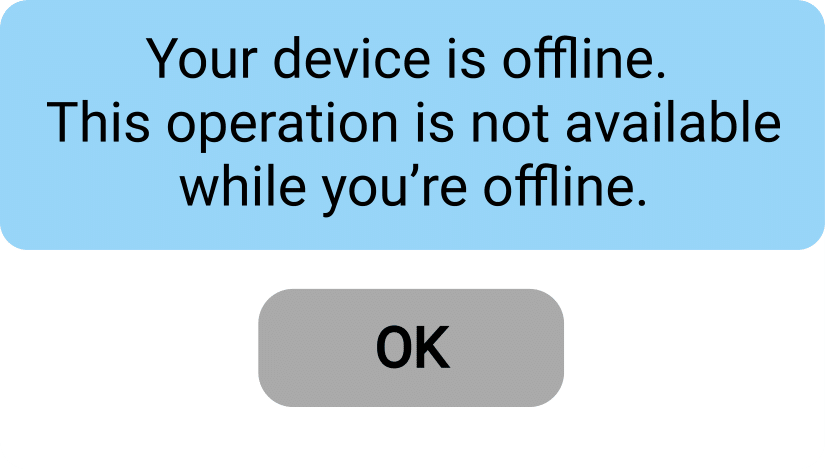 Your device is offline.
This operation is not available
while you’re offline.
OK